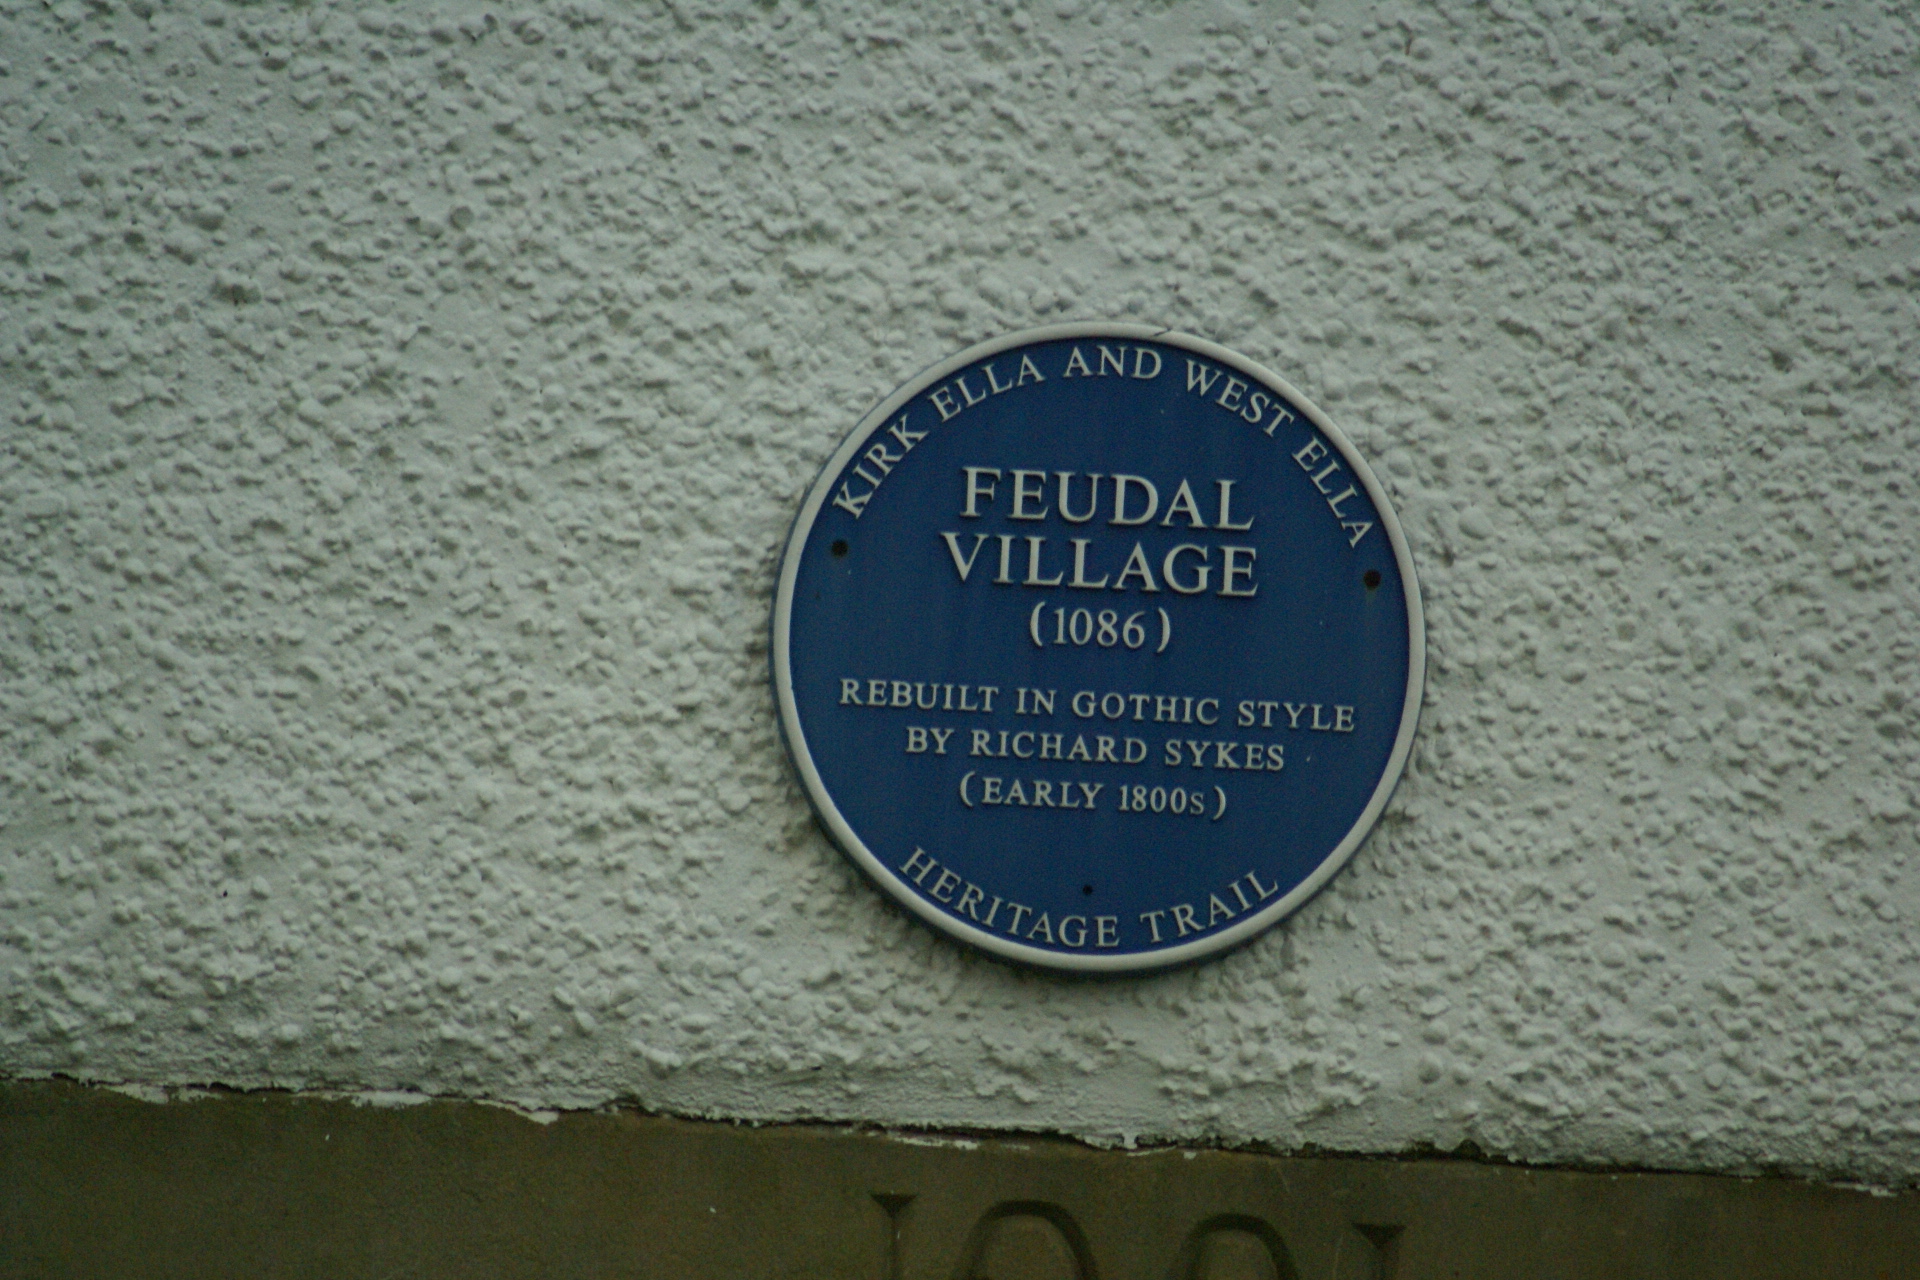 KIRK ELLA AND WEST ELLA
FEUDAL
VILLAGE
(1086)
REBUILT IN GOTHIC STYLE
BY RICHARD SYKES
(EARLY 1800s)
HERITAGE TRAIL